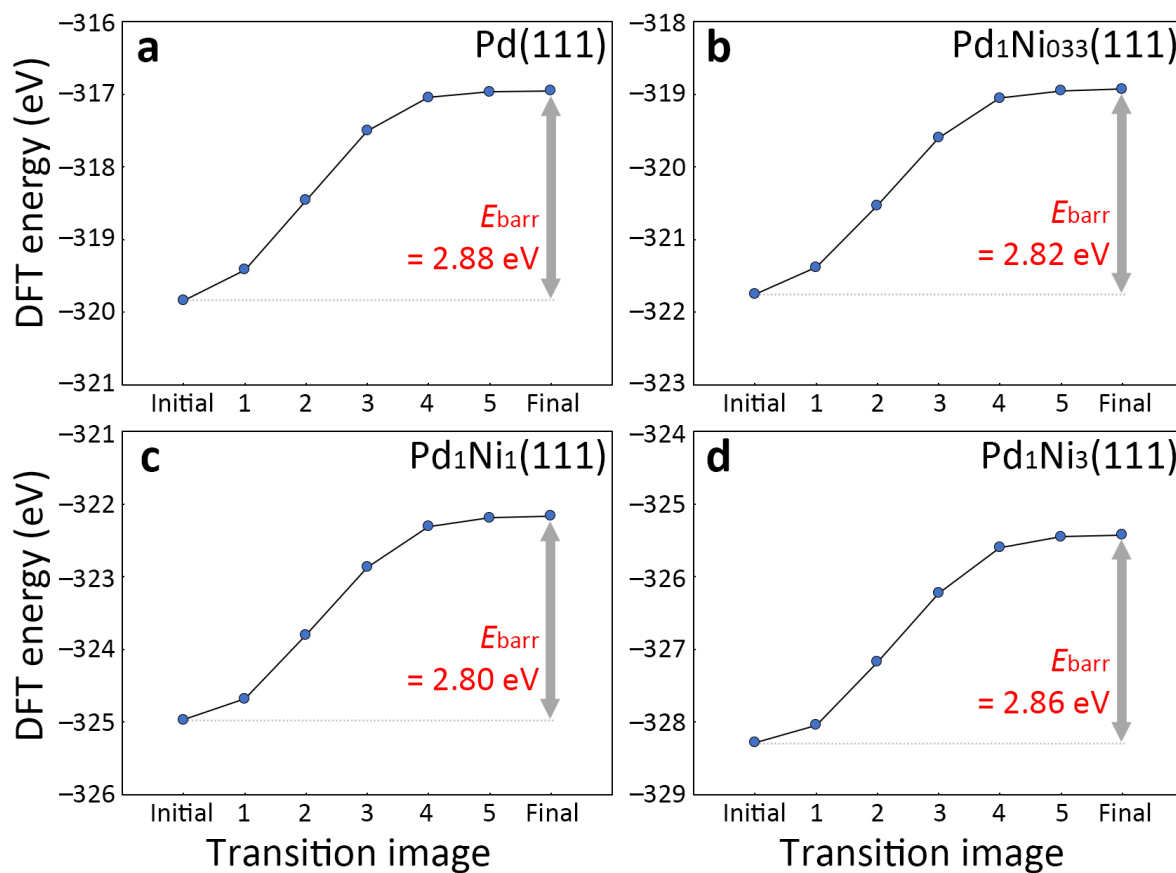 a
Pd(111)
DFT energy (eV)
–316
–317
–318
–319
–320
–321
Ebarr
= 2.88 eV
Initial 1 2 3 4 5 Final
b
Pd1Ni033(111)
–318
–319
–320
–321
–322
–323
Ebarr
= 2.82 eV
Initial 1 2 3 4 5 Final
c
Pd1Ni1(111)
DFT energy (eV)
–321
–322
–323
–324
–325
–326
Ebarr
= 2.80 eV
Initial 1 2 3 4 5 Final
Transition image
d
Pd1Ni3(111)
–324
–325
–326
–327
–328
–329
Ebarr
= 2.86 eV
Initial 1 2 3 4 5 Final
Transition image